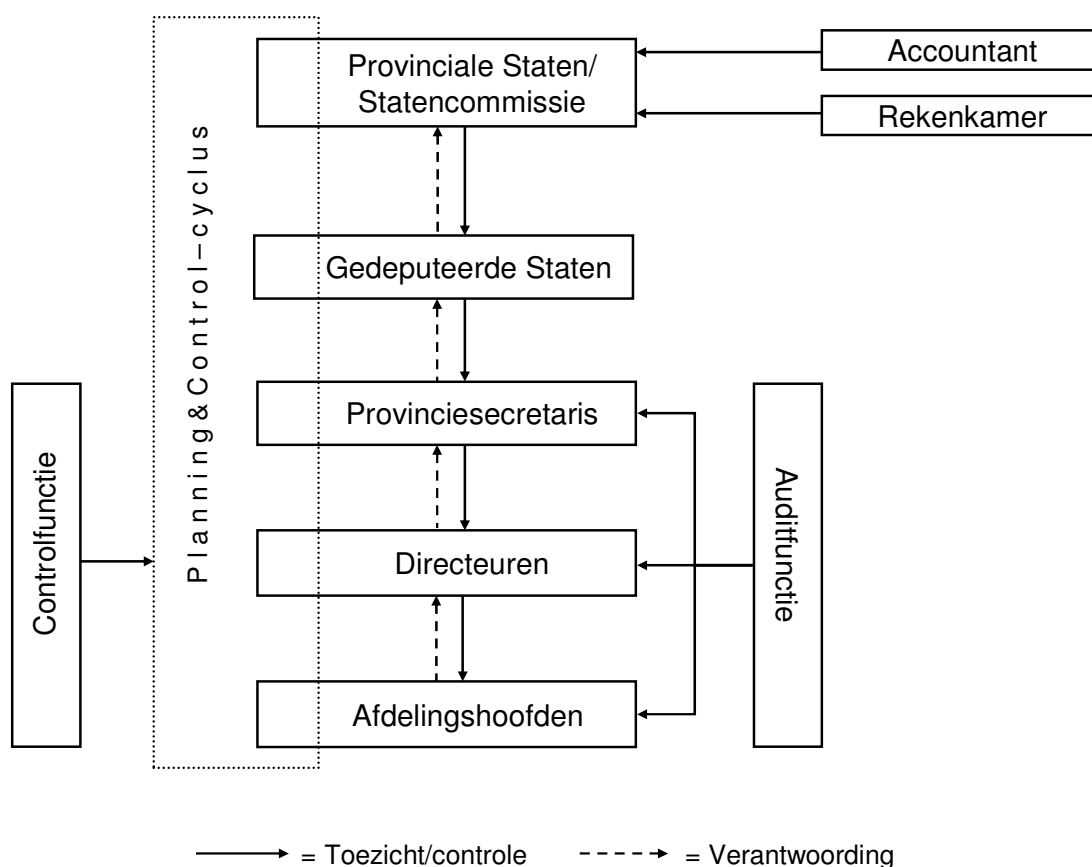 Provinciale Staten/
Statencommissie
Accountant
Rekenkamer
Planning&Control–cyclus
Gedeputeerde Staten
Controlfunctie
Provinciesecretaris
Auditfunctie
Directeuren
Afdelingshoofden
= Toezicht/controle
= Verantwoording